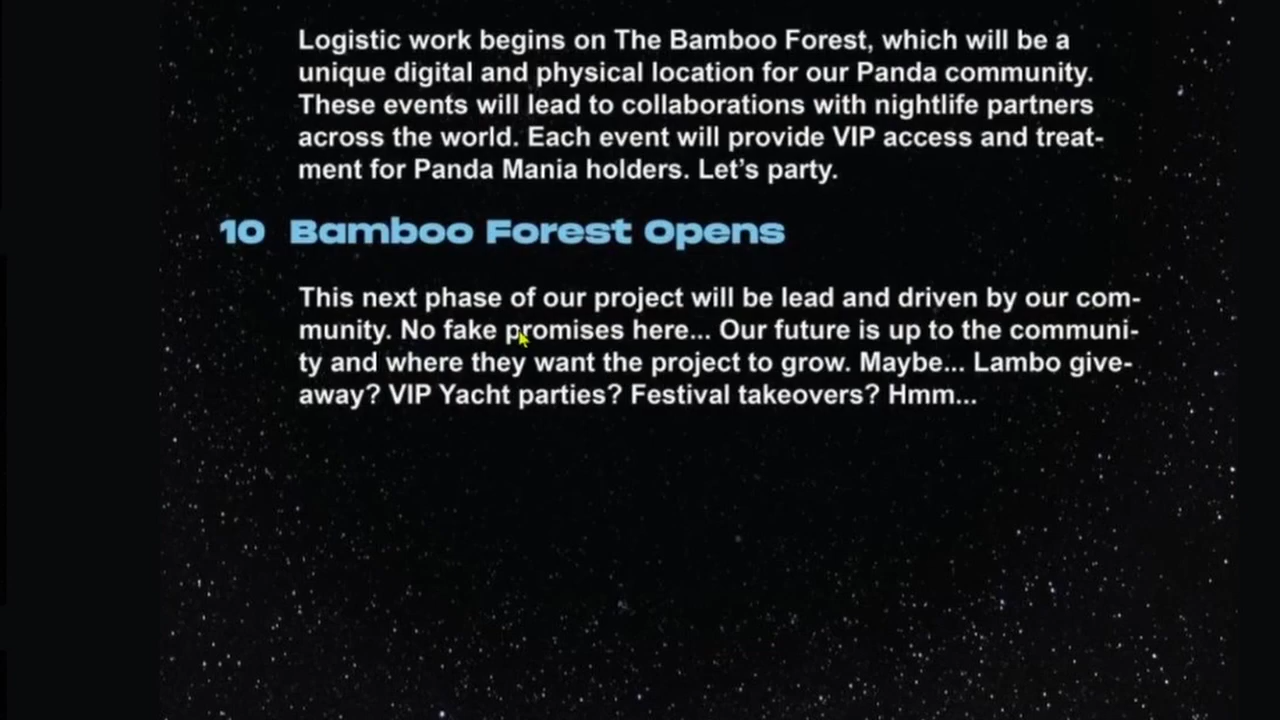 Logistic work begins on The Bamboo Forest, which will be a
unique digital and physical location for our Panda community.
These events will lead to collaborations with nightlife partners
across the world. Each event will provide VIP access and treat-
ment for Panda Mania holders. Let’s party.
10 Bamboo Forest Opens
This next phase of our project will be lead and driven by our com-
munity. No fake promises here... Our future is up to the communi-
ty and where they want the project to grow. Maybe... Lambo give-
away? VIP Yacht parties? Festival takeovers? Hmm...